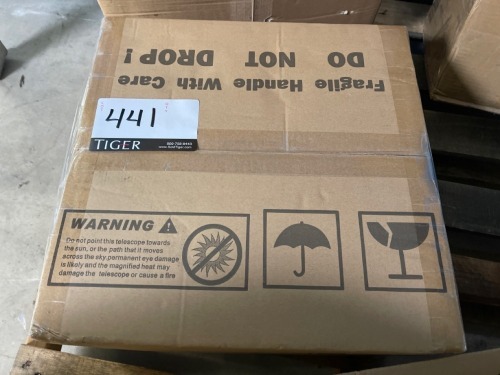 Fragile Handle With Care
DO NOT DROP!
441
TIGER
WARNING
Do not point this telescope towards
the sun, or the path that it moves
across the sky.permanent eye damage
is likely and the magnified heat may
damage the telescope or cause a fire